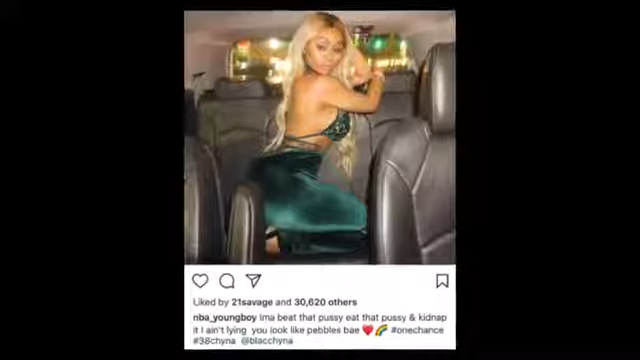 Liked by 21savage and 30,620 others
nba_youngboy Ima beat that pussy eat that pussy & kidnap
it I ain't lying you look like pebbles bae ❤️🌈 #onechance
#38chyna @blacchyna